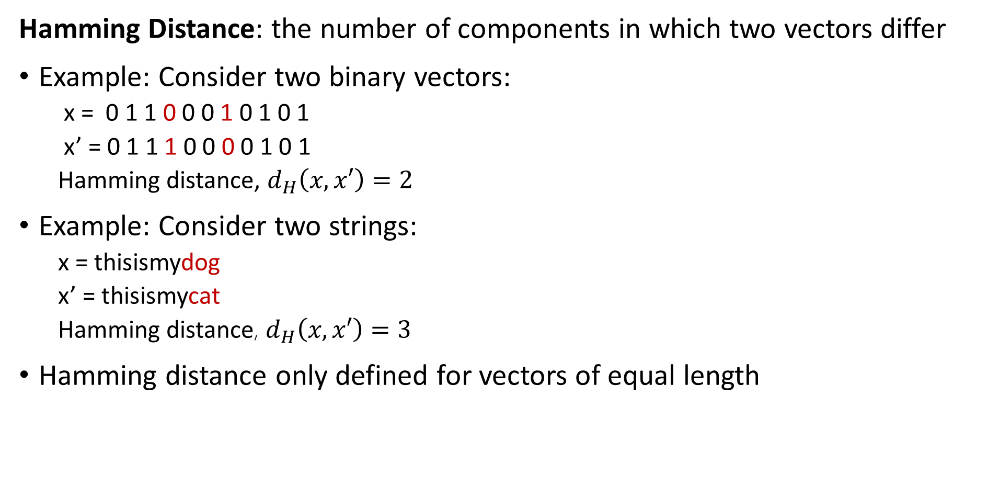 Hamming Distance: the number of components in which two vectors differ
• Example: Consider two binary vectors:
x = 0 1 1 0 0 0 1 0 1 0 1
x’ = 0 1 1 1 0 0 0 0 1 0 1
Hamming distance, d_H(x, x′) = 2
• Example: Consider two strings:
x = thisismydog
x’ = thisismycat
Hamming distance, d_H(x, x′) = 3
• Hamming distance only defined for vectors of equal length